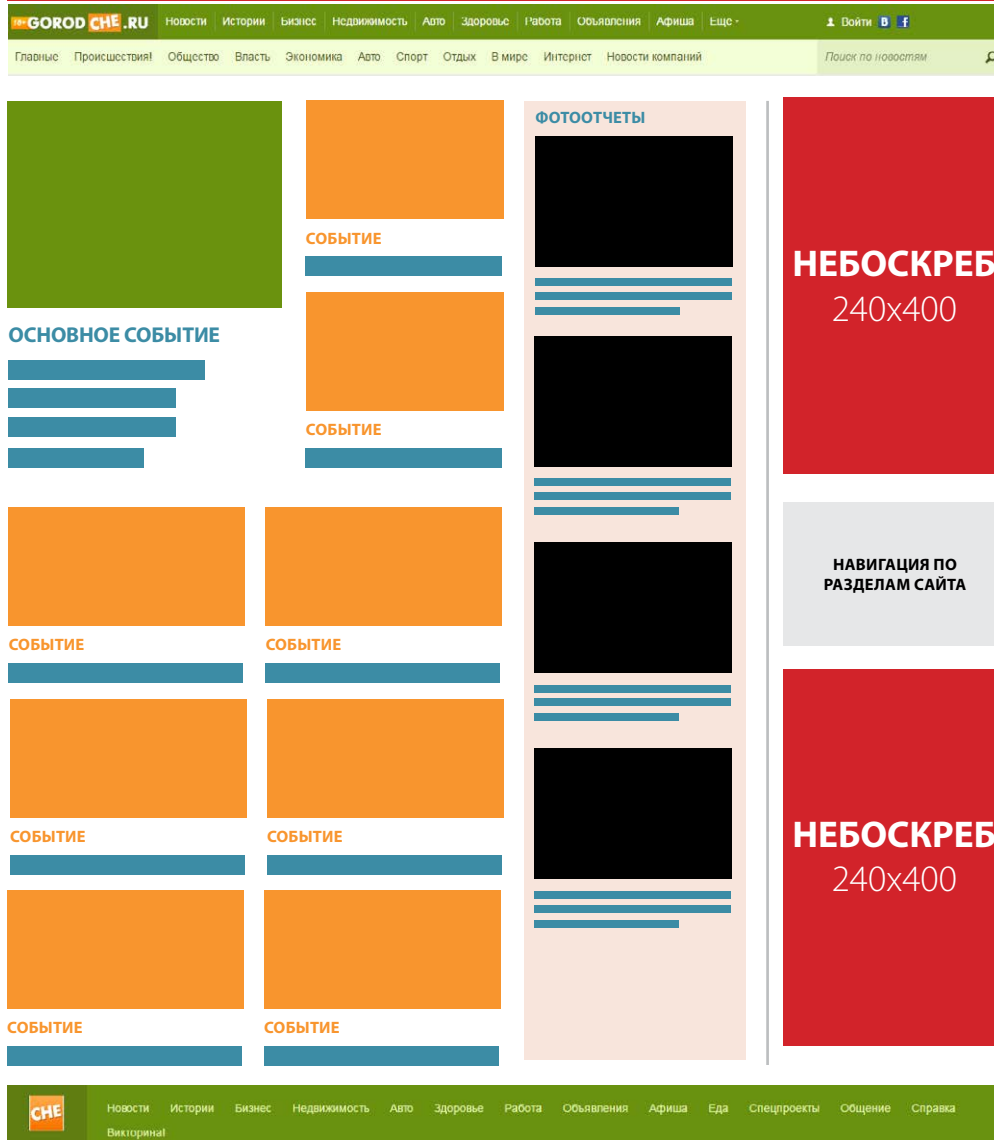 18+ GOROD CHE .RU Новости Истории Бизнес Недвижимость Авто Здоровье Работа Объявления Афиша Еще Войти В f
Главные Происшествия! Общество Власть Экономика Авто Спорт Отдых В мире Интернет Новости компаний Поиск по новостям
ОСНОВНОЕ СОБЫТИЕ
СОБЫТИЕ
СОБЫТИЕ
СОБЫТИЕ СОБЫТИЕ
СОБЫТИЕ СОБЫТИЕ
СОБЫТИЕ СОБЫТИЕ
ФОТООТЧЕТЫ
НЕБОСКРЕБ
240x400
НАВИГАЦИЯ ПО
РАЗДЕЛАМ САЙТА
НЕБОСКРЕБ
240x400
CHE Новости Истории Бизнес Недвижимость Авто Здоровье Работа Объявления Афиша Еда Спецпроекты Общение Справка
Викторина!